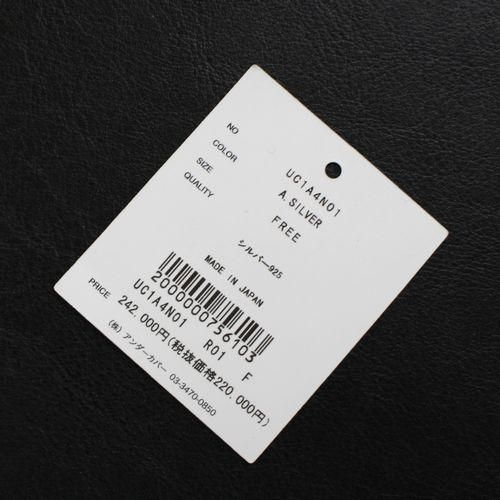 NO UC1A4N01
COLOR A.SILVER
SIZE FREE
QUALITY
シルバー925
MADE IN JAPAN
2000000756103
UC1A4N01 R01 F
PRICE 242.000円(税抜価格220.000円)
(株) アンダーカバー 03-3470-0850